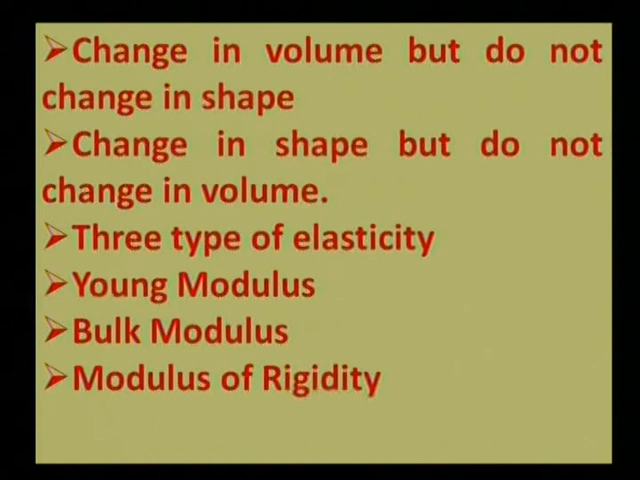 ➢Change in volume but do not
change in shape
➢Change in shape but do not
change in volume.
➢Three type of elasticity
➢Young Modulus
➢Bulk Modulus
➢Modulus of Rigidity